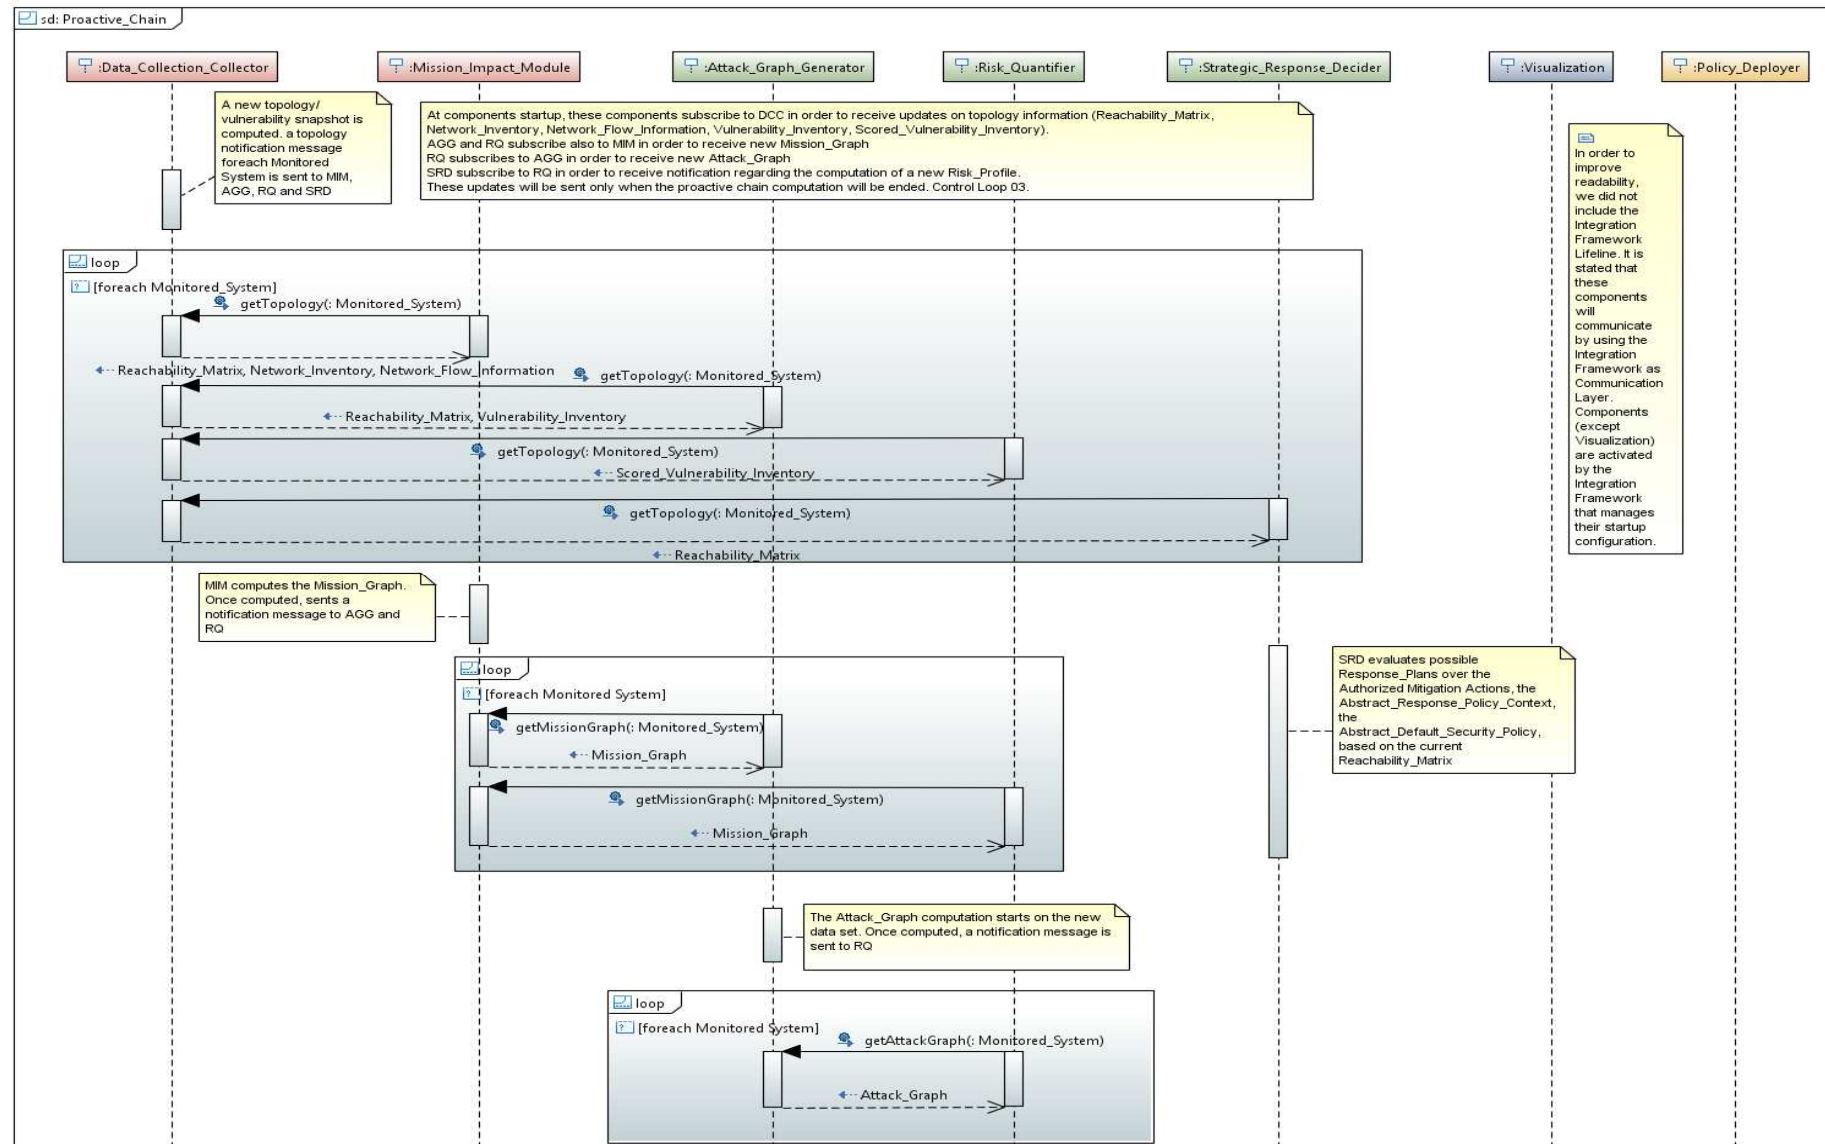 sd: Proactive_Chain
:Data_Collection_Collector
:Mission_Impact_Module
:Attack_Graph_Generator
:Risk_Quantifier
:Strategic_Response_Decider
:Visualization
:Policy_Deployer
A new topology/
vulnerability snapshot is
computed. a topology
notification message
foreach Monitored
System is sent to MIM,
AGG, RQ and SRD
At components startup, these components subscribe to DCC in order to receive updates on topology information (Reachability_Matrix,
Network_Inventory, Network_Flow_Information, Vulnerability_Inventory, Scored_Vulnerability_Inventory).
AGG and RQ subscribe also to MIM in order to receive new Mission_Graph
RQ subscribes to AGG in order to receive new Attack_Graph
SRD subscribe to RQ in order to receive notification regarding the computation of a new Risk_Profile.
These updates will be sent only when the proactive chain computation will be ended. Control Loop 03.
In order to
improve
readability,
we did not
include the
Integration
Framework
Lifeline. It is
stated that
these
components
will
communicate
by using the
Integration
Framework as
Communication
Layer.
Components
(except
Visualization)
are activated
by the
Integration
Framework
that manages
their startup
configuration.
loop
[foreach Monitored_System]
getTopology(: Monitored_System)
Reachability_Matrix, Network_Inventory, Network_Flow_Information
getTopology(: Monitored_System)
Reachability_Matrix, Vulnerability_Inventory
getTopology(: Monitored_System)
Scored_Vulnerability_Inventory
getTopology(: Monitored_System)
Reachability_Matrix
MIM computes the Mission_Graph.
Once computed, sents a
notification message to AGG and
RQ
loop
[foreach Monitored System]
getMissionGraph(: Monitored_System)
Mission_Graph
getMissionGraph(: Monitored_System)
Mission_Graph
SRD evaluates possible
Response_Plans over the
Authorized Mitigation Actions, the
Abstract_Response_Policy_Context,
the
Abstract_Default_Security_Policy,
based on the current
Reachability_Matrix
The Attack_Graph computation starts on the new
data set. Once computed, a notification message is
sent to RQ
loop
[foreach Monitored System]
getAttackGraph(: Monitored_System)
Attack_Graph